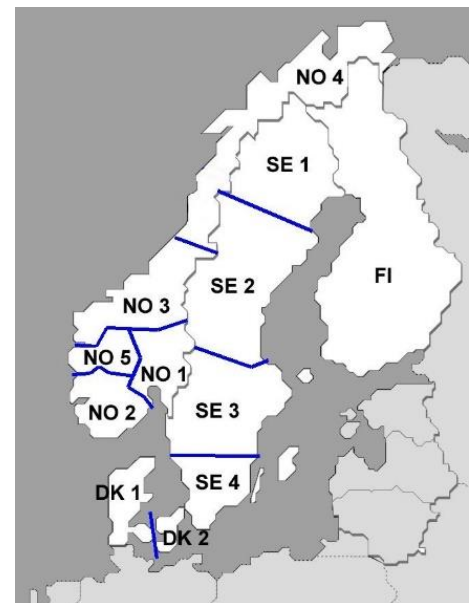 NO 4
SE 1
SE 2
FI
NO 3
NO 5
NO 1
NO 2
SE 3
SE 4
DK 1
DK 2